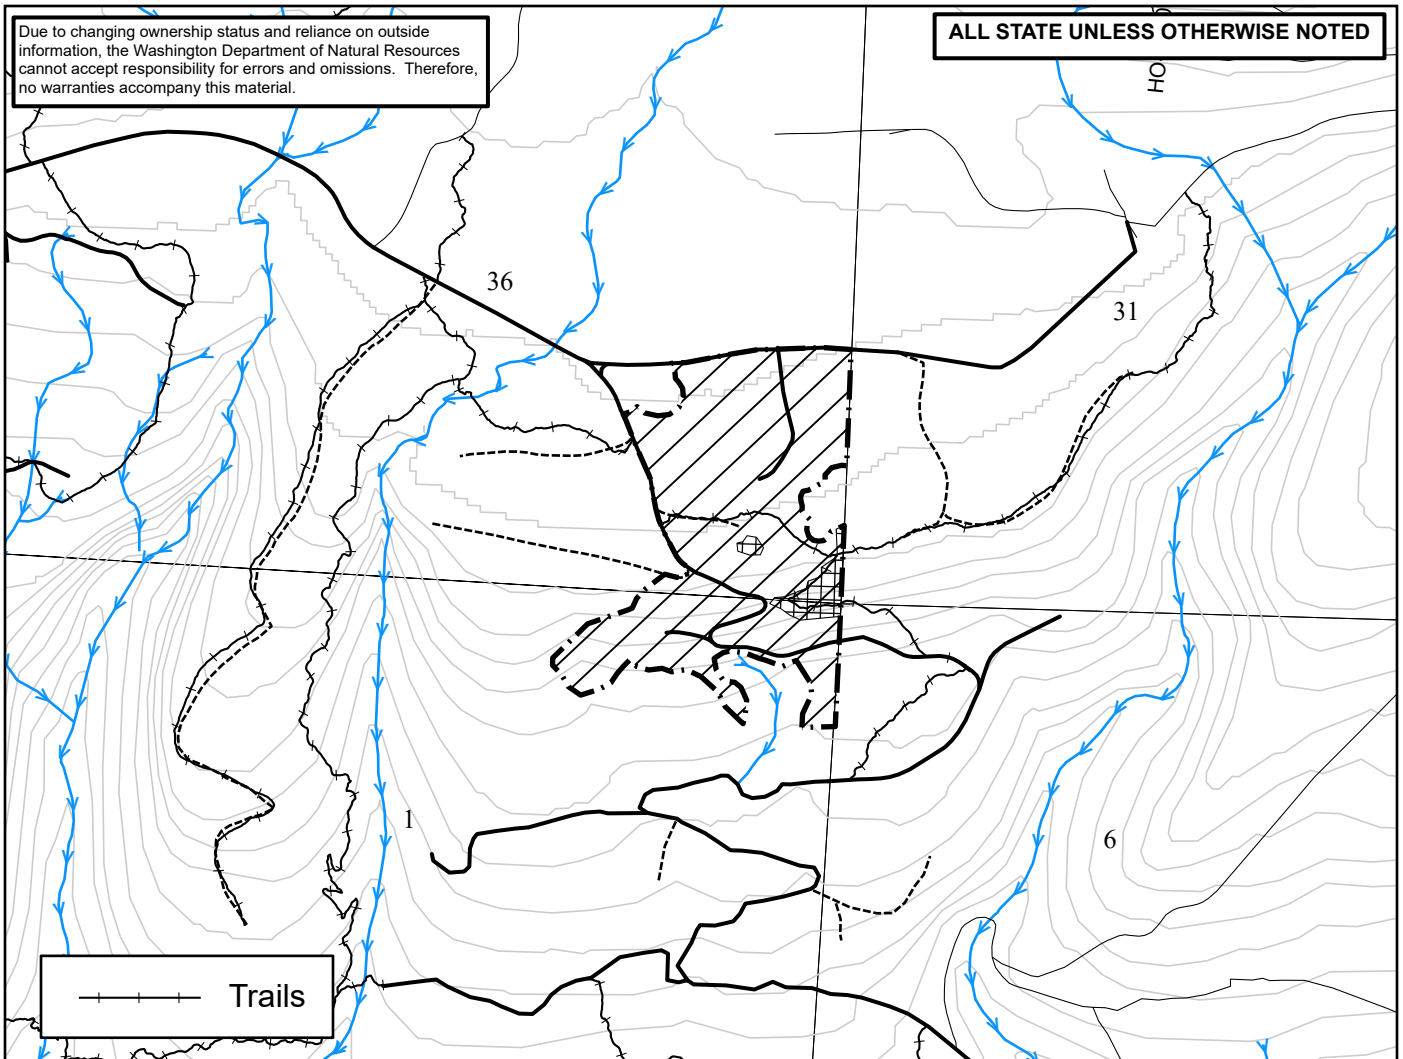 Due to changing ownership status and reliance on outside
information, the Washington Department of Natural Resources
cannot accept responsibility for errors and omissions.  Therefore,
no warranties accompany this material.
ALL STATE UNLESS OTHERWISE NOTED
36
31
1
6
Trails